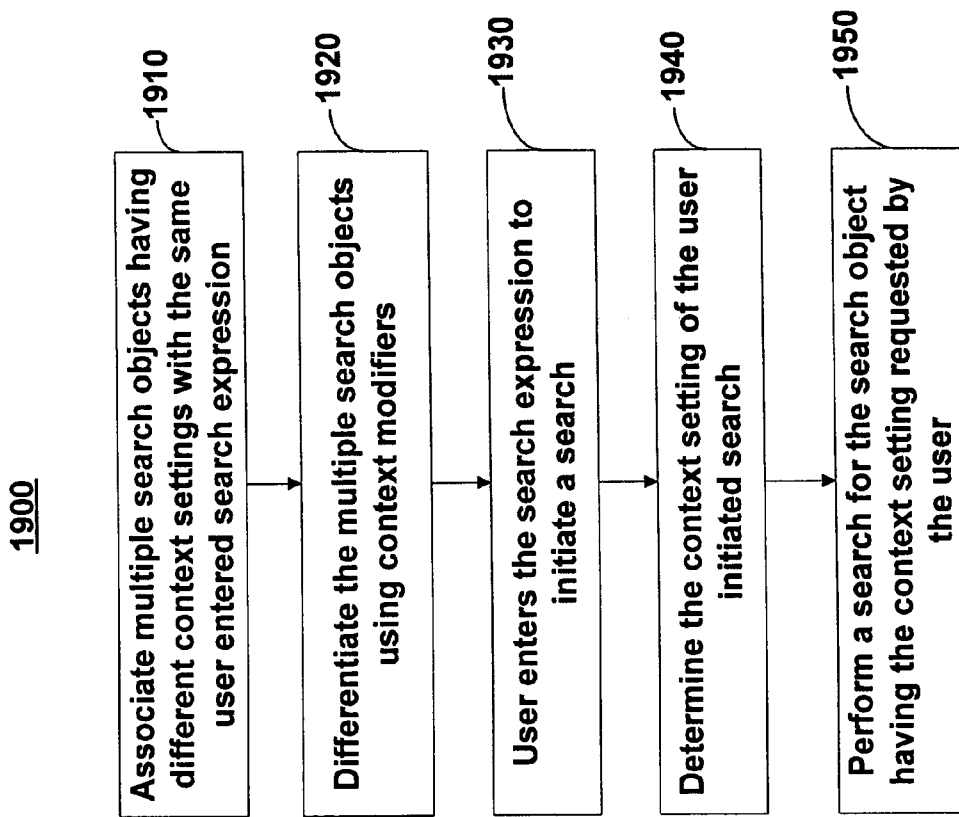 1900
Associate multiple search objects having
different context settings with the same
user entered search expression
1910
Differentiate the multiple search objects
using context modifiers
1920
User enters the search expression to
initiate a search
1930
Determine the context setting of the user
initiated search
1940
Perform a search for the search object
having the context setting requested by
the user
1950